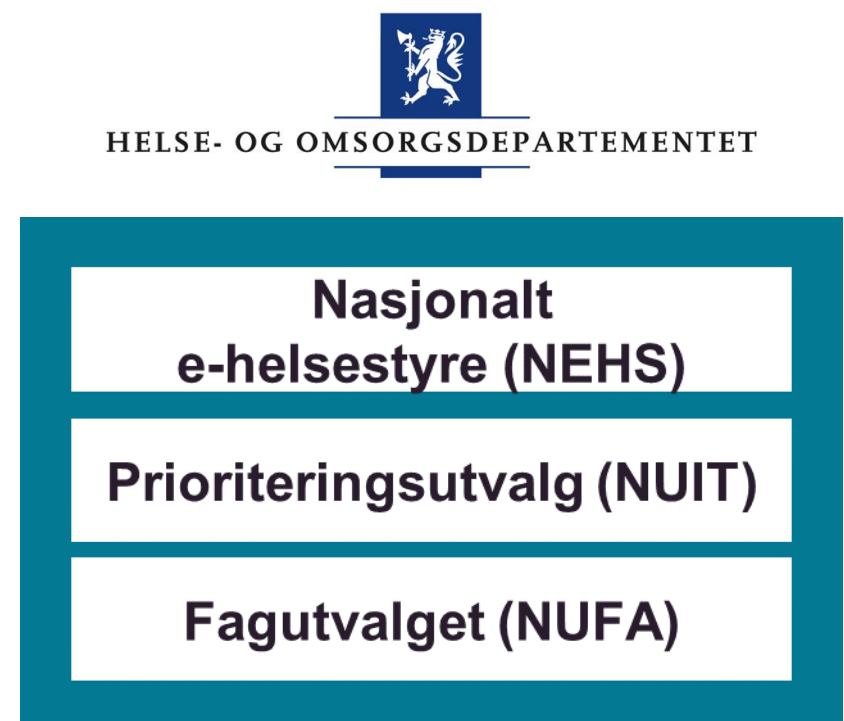 HELSE- OG OMSORGSDEPARTEMENTET
Nasjonalt
e-helsestyre (NEHS)
Prioriteringsutvalg (NUIT)
Fagutvalget (NUFA)